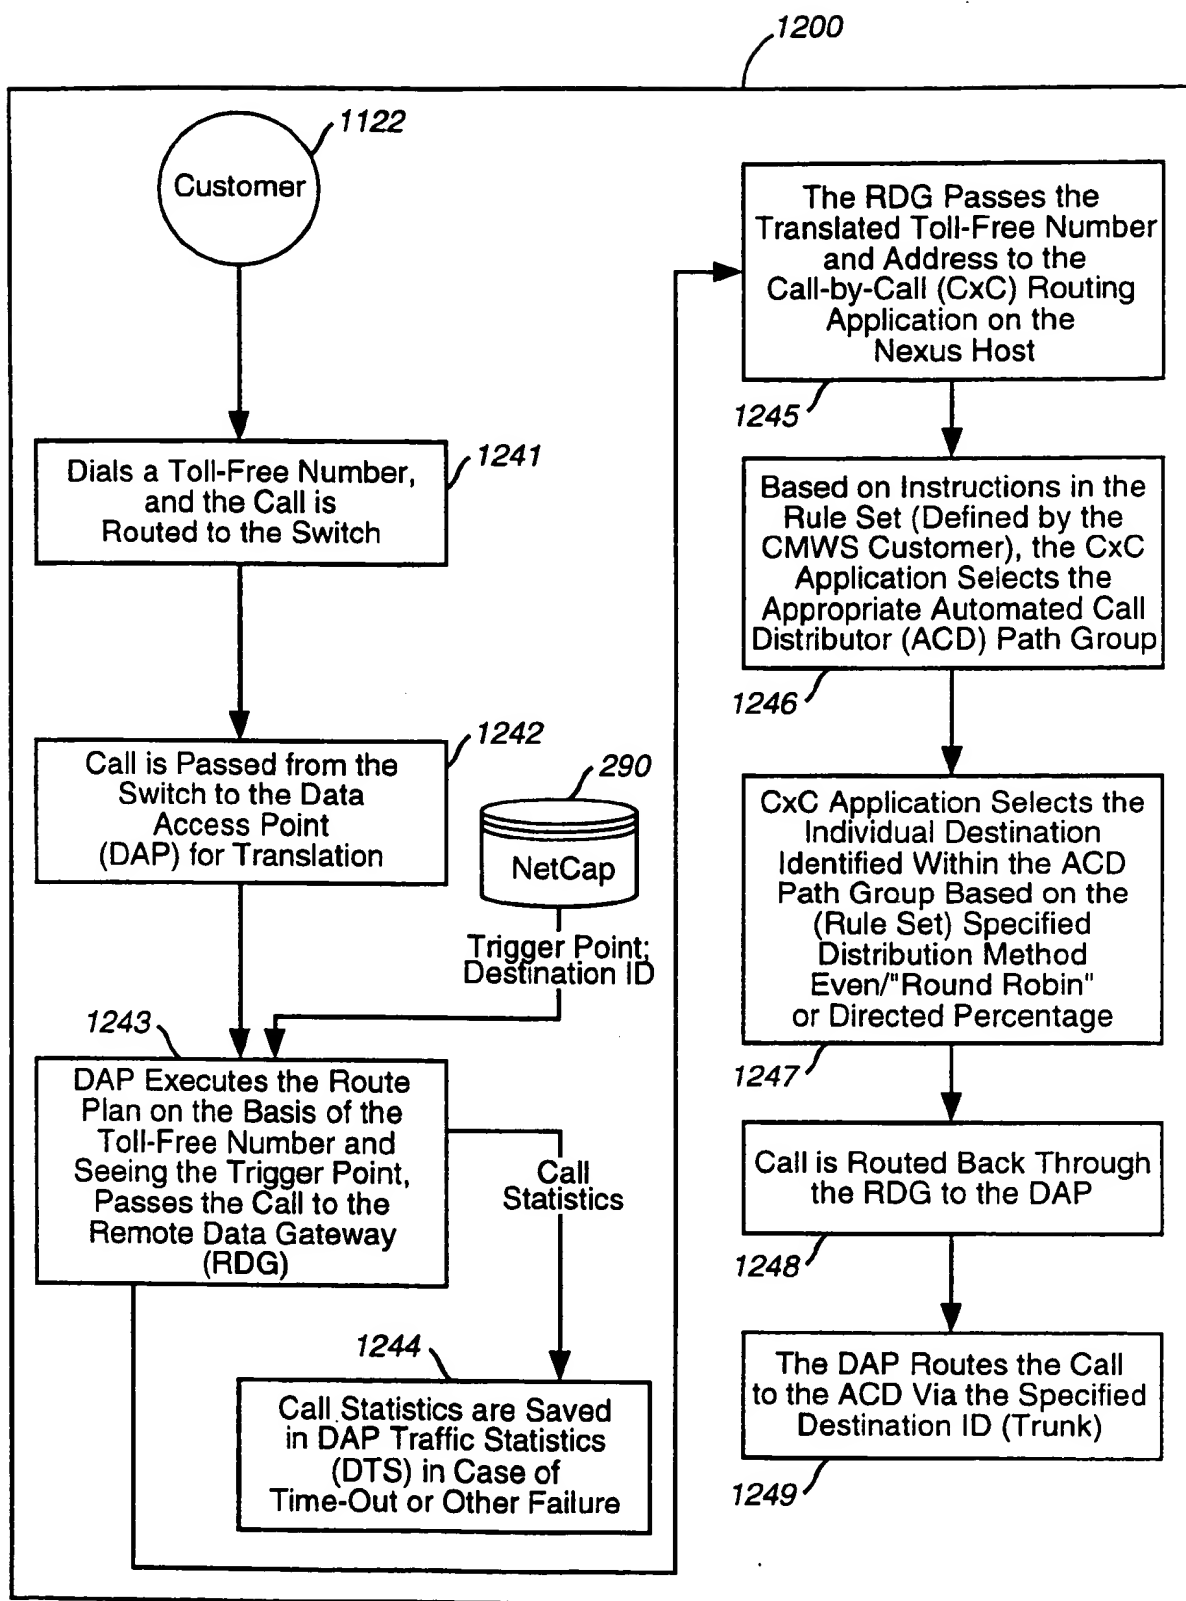 1200
1122
Customer
1241
Dials a Toll-Free Number,
and the Call is
Routed to the Switch
1242
Call is Passed from the
Switch to the Data
Access Point
(DAP) for Translation
290
NetCap
Trigger Point;
Destination ID
1243
DAP Executes the Route
Plan on the Basis of the
Toll-Free Number and
Seeing the Trigger Point,
Passes the Call to the
Remote Data Gateway
(RDG)
Call
Statistics
1244
Call Statistics are Saved
in DAP Traffic Statistics
(DTS) in Case of
Time-Out or Other Failure
The RDG Passes the
Translated Toll-Free Number
and Address to the
Call-by-Call (CxC) Routing
Application on the
Nexus Host
1245
Based on Instructions in the
Rule Set (Defined by the
CMWS Customer), the CxC
Application Selects the
Appropriate Automated Call
Distributor (ACD) Path Group
1246
CxC Application Selects the
Individual Destination
Identified Within the ACD
Path Group Based on the
(Rule Set) Specified
Distribution Method
Even/"Round Robin"
or Directed Percentage
1247
Call is Routed Back Through
the RDG to the DAP
1248
The DAP Routes the Call
to the ACD Via the Specified
Destination ID (Trunk)
1249